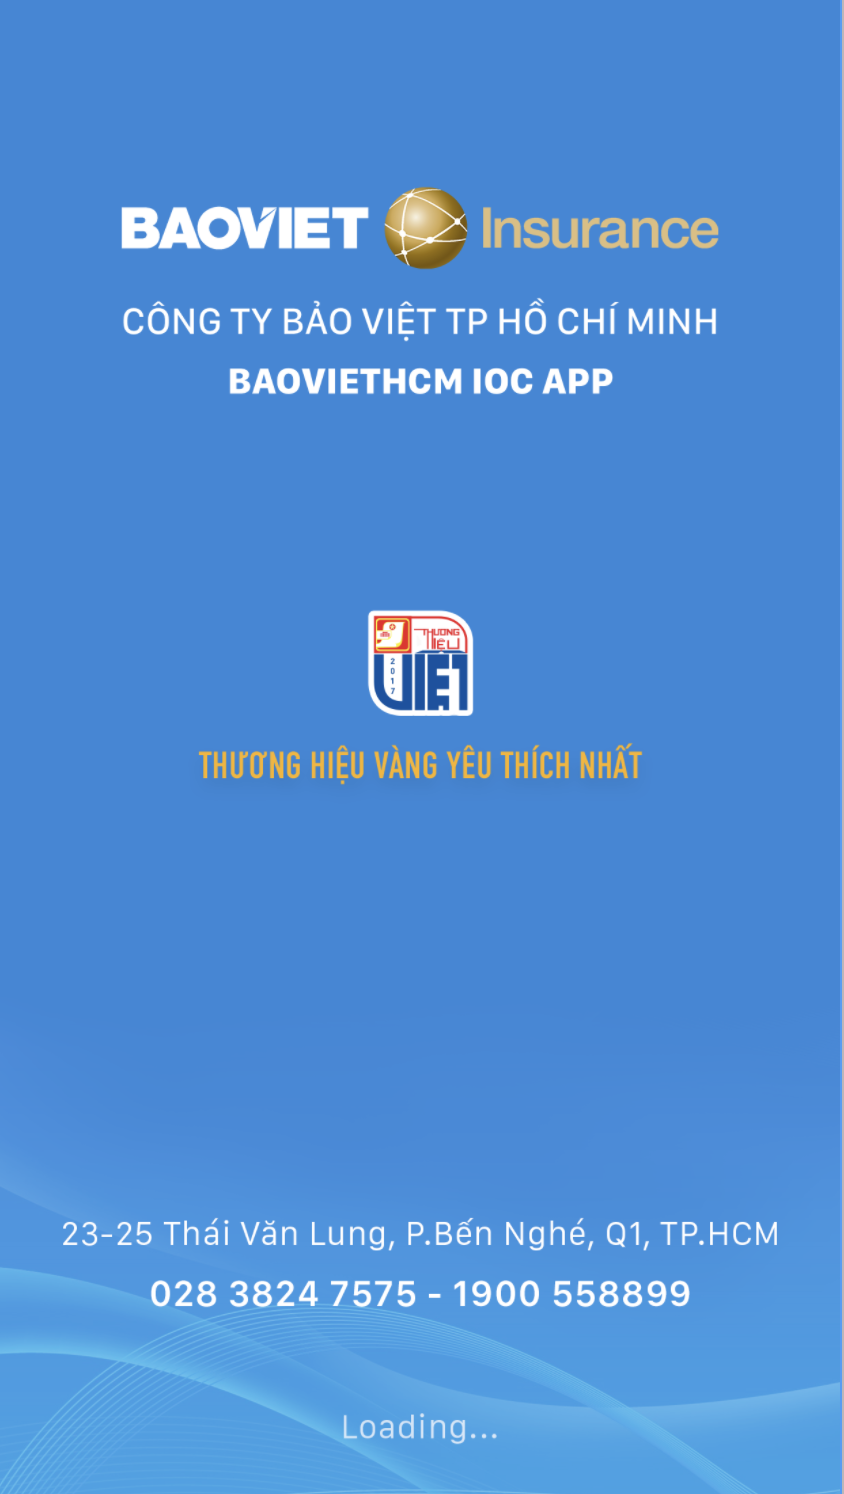 BAOVIET Insurance
CÔNG TY BẢO VIỆT TP HỒ CHÍ MINH
BAOVIETHCM IOC APP
THƯƠNG
HIỆU
2017
VIỆT
THƯƠNG HIỆU VÀNG YÊU THÍCH NHẤT
23-25 Thái Văn Lung, P.Bến Nghé, Q1, TP.HCM
028 3824 7575 - 1900 558899
Loading...